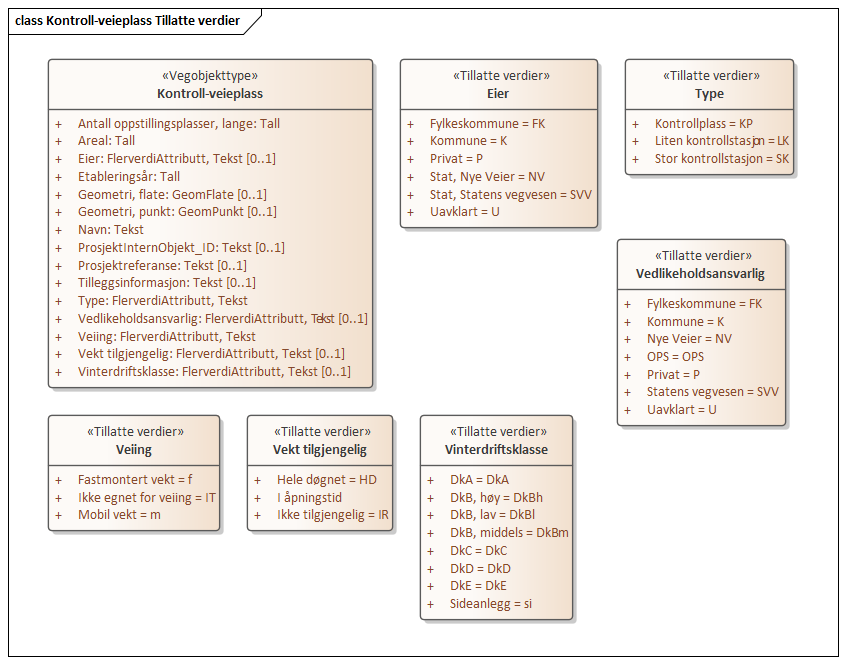 class Kontroll-veieplass Tillatte verdier
«Vegobjekttype»
Kontroll-veieplass
+ Antall oppstillingsplasser, lange: Tall
+ Areal: Tall
+ Eier: FlerverdiAttributt, Tekst [0..1]
+ Etableringsår: Tall
+ Geometri, flate: GeomFlate [0..1]
+ Geometri, punkt: GeomPunkt [0..1]
+ Navn: Tekst
+ ProsjektInternObjekt_ID: Tekst [0..1]
+ Prosjektreferanse: Tekst [0..1]
+ Tilleggsinformasjon: Tekst [0..1]
+ Type: FlerverdiAttributt, Tekst
+ Vedlikeholdsansvarlig: FlerverdiAttributt, Tekst [0..1]
+ Veiing: FlerverdiAttributt, Tekst
+ Vekt tilgjengelig: FlerverdiAttributt, Tekst [0..1]
+ Vinterdriftsklasse: FlerverdiAttributt, Tekst [0..1]
«Tillatte verdier»
Eier
+ Fylkeskommune = FK
+ Kommune = K
+ Privat = P
+ Stat, Nye Veier = NV
+ Stat, Statens vegvesen = SVV
+ Uavklart = U
«Tillatte verdier»
Type
+ Kontrollplass = KP
+ Liten kontrollstasjon = LK
+ Stor kontrollstasjon = SK
«Tillatte verdier»
Vedlikeholdsansvarlig
+ Fylkeskommune = FK
+ Kommune = K
+ Nye Veier = NV
+ OPS = OPS
+ Privat = P
+ Statens vegvesen = SVV
+ Uavklart = U
«Tillatte verdier»
Veiing
+ Fastmontert vekt = f
+ Ikke egnet for veiing = IT
+ Mobil vekt = m
«Tillatte verdier»
Vekt tilgjengelig
+ Hele døgnet = HD
+ I åpningstid
+ Ikke tilgjengelig = IR
«Tillatte verdier»
Vinterdriftsklasse
+ DkA = DkA
+ DkB, høy = DkBh
+ DkB, lav = DkBl
+ DkB, middels = DkBm
+ DkC = DkC
+ DkD = DkD
+ DkE = DkE
+ Sideanlegg = si